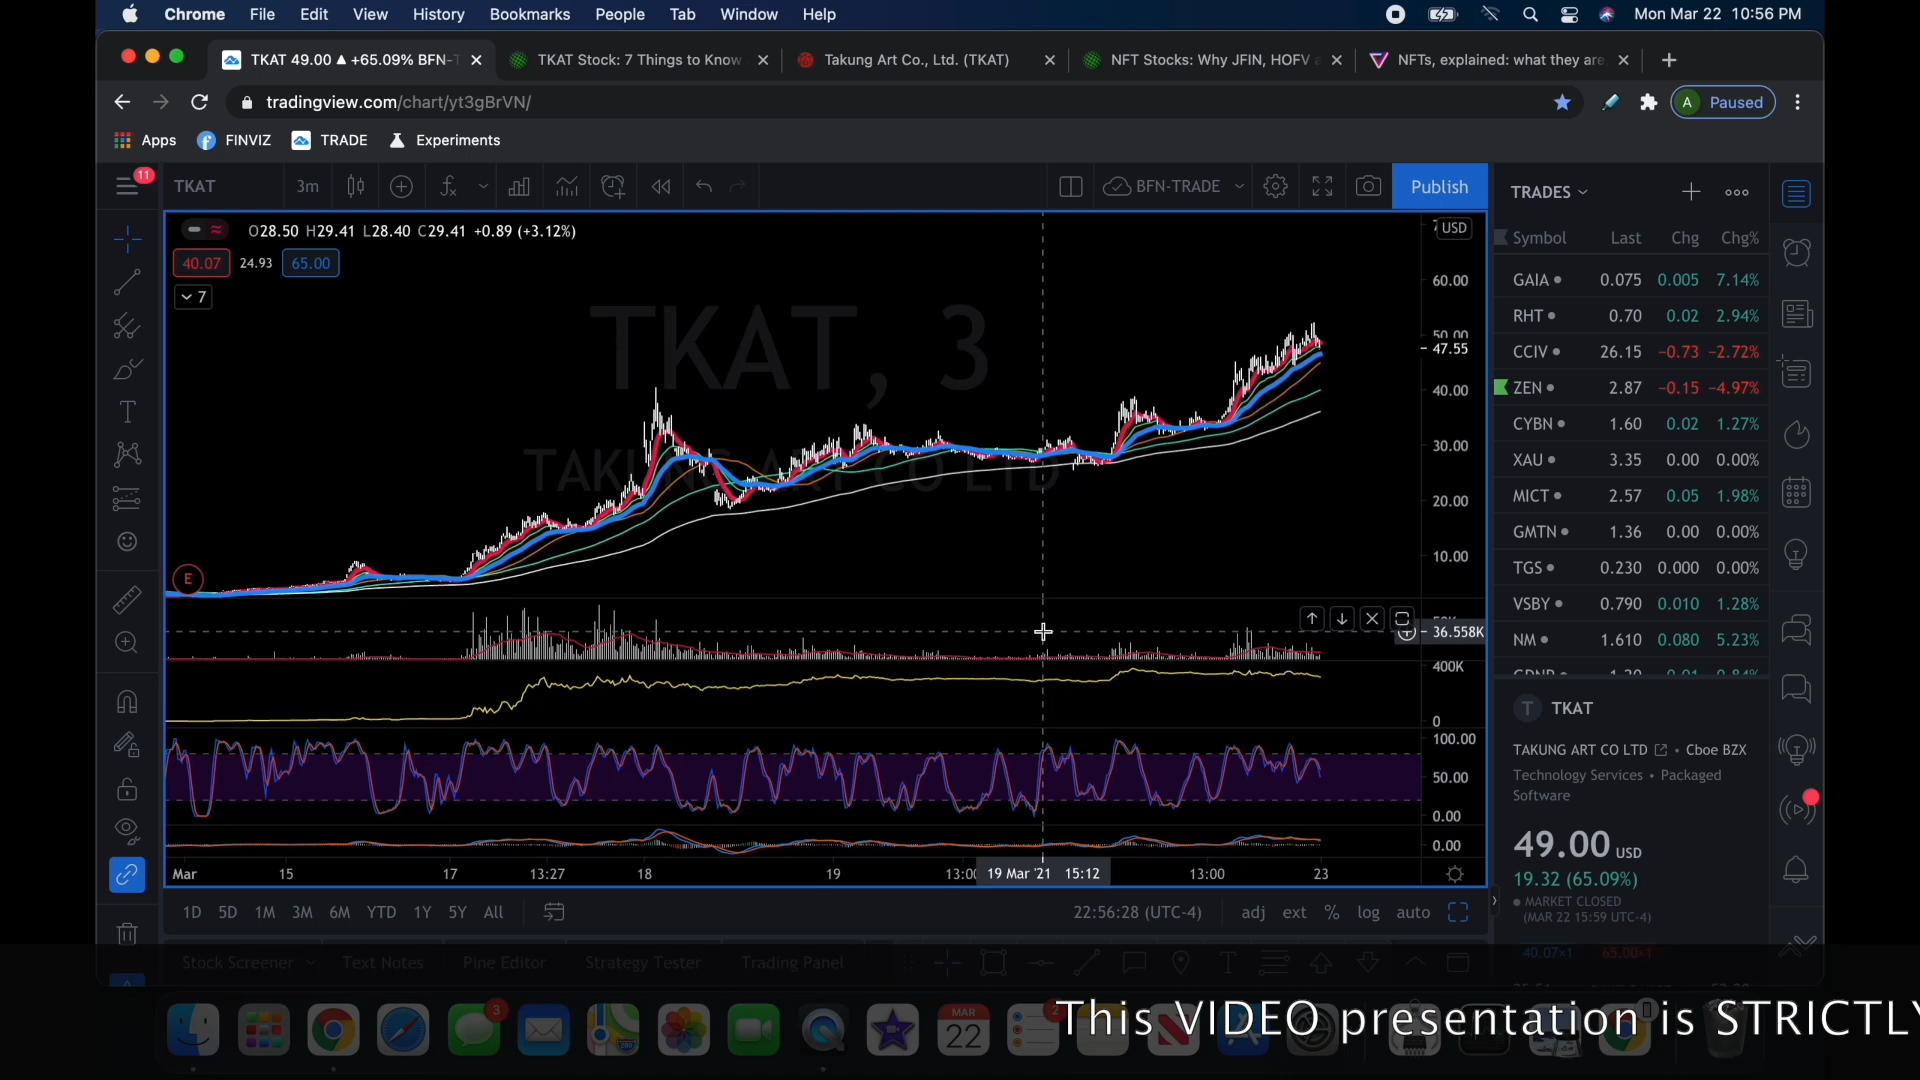 Chrome File Edit View History Bookmarks People Tab Window Help Mon Mar 22 10:56 PM
TKAT 49.00 ▲ +65.09% BFN-T TKAT Stock: 7 Things to Know Takung Art Co., Ltd. (TKAT) NFT Stocks: Why JFIN, HOFV a NFTs, explained: what they are,
tradingview.com/chart/yt3gBrVN/ A Paused
Apps FINVIZ TRADE Experiments
11 TKAT 3m BFN-TRADE Publish
O28.50 H29.41 L28.40 C29.41 +0.89 (+3.12%)
40.07 24.93 65.00
7
TKAT, 3
TAKUNG ART CO LTD
E
USD
60.00
50.00
47.55
40.00
30.00
20.00
10.00
36.558K
400K
0
100.00
50.00
0.00
0.00
Mar 15 17 13:27 18 19 13:00 19 Mar '21 15:12 13:00 23
1D 5D 1M 3M 6M YTD 1Y 5Y All 22:56:28 (UTC-4) adj ext % log auto
Stock Screener Text Notes Pine Editor Strategy Tester Trading Panel
TRADES
Symbol Last Chg Chg%
GAIA 0.075 0.005 7.14%
RHT 0.70 0.02 2.94%
CCIV 26.15 −0.73 −2.72%
ZEN 2.87 −0.15 −4.97%
CYBN 1.60 0.02 1.27%
XAU 3.35 0.00 0.00%
MICT 2.57 0.05 1.98%
GMTN 1.36 0.00 0.00%
TGS 0.230 0.000 0.00%
VSBY 0.790 0.010 1.28%
NM 1.610 0.080 5.23%
T TKAT
TAKUNG ART CO LTD • Cboe BZX
Technology Services • Packaged
Software
49.00 USD
19.32 (65.09%)
MARKET CLOSED
(MAR 22 15:59 UTC-4)
40.07×1 65.00×1
3 MAR 22 2
This VIDEO presentation is STRICTLY